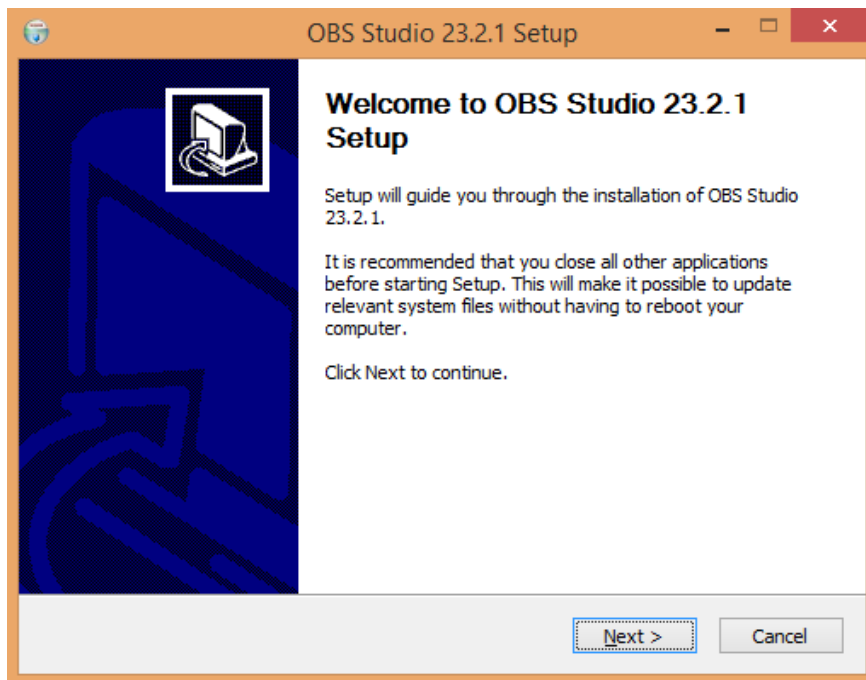 OBS Studio 23.2.1 Setup
Welcome to OBS Studio 23.2.1
Setup
Setup will guide you through the installation of OBS Studio
23.2.1.
It is recommended that you close all other applications
before starting Setup. This will make it possible to update
relevant system files without having to reboot your
computer.
Click Next to continue.
Next >
Cancel